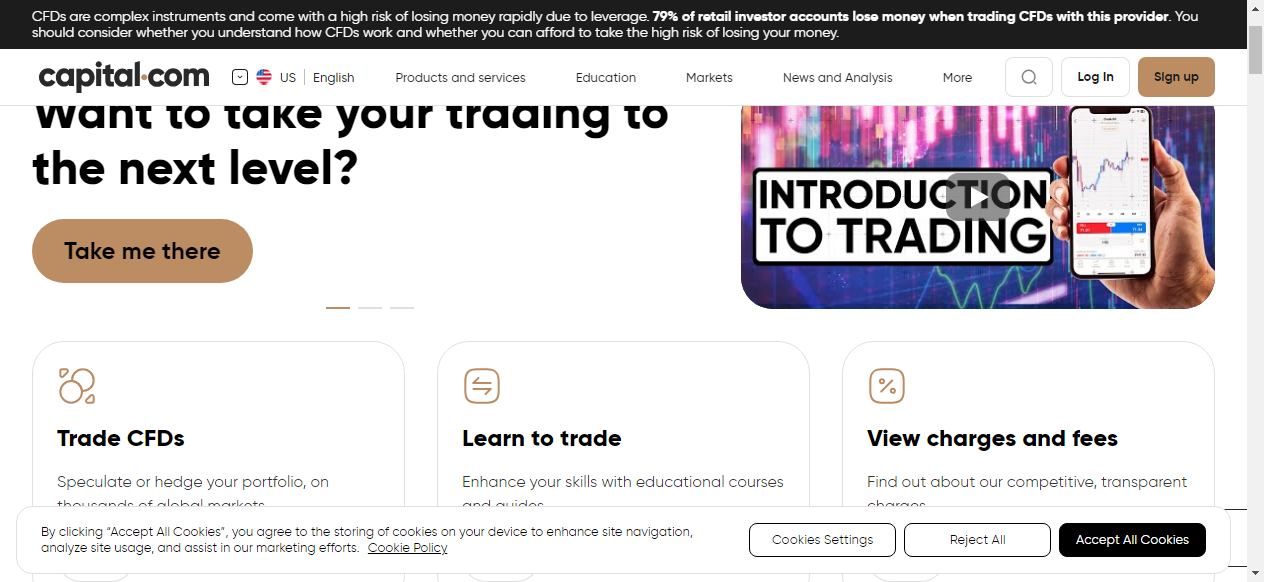 CFDs are complex instruments and come with a high risk of losing money rapidly due to leverage. 79% of retail investor accounts lose money when trading CFDs with this provider. You
should consider whether you understand how CFDs work and whether you can afford to take the high risk of losing your money.
capital.com
US
English
Products and services
Education
Markets
News and Analysis
More
Log In
Sign up
Want to take your trading to
the next level?
Take me there
INTRODUCTION
TO TRADING
Trade CFDs
Speculate or hedge your portfolio, on
thousands of global markets
Learn to trade
Enhance your skills with educational courses
and guides
View charges and fees
Find out about our competitive, transparent
charges
By clicking “Accept All Cookies”, you agree to the storing of cookies on your device to enhance site navigation,
analyze site usage, and assist in our marketing efforts. Cookie Policy
Cookies Settings
Reject All
Accept All Cookies